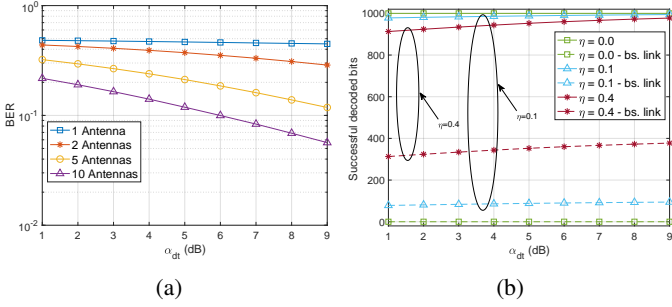 10^0
10^-1
10^-2
BER
1 Antenna
2 Antennas
5 Antennas
10 Antennas
1 2 3 4 5 6 7 8 9
α_dt (dB)
(a)
1000
800
600
400
200
0
Successful decoded bits
η = 0.0
η = 0.0 - bs. link
η = 0.1
η = 0.1 - bs. link
η = 0.4
η = 0.4 - bs. link
η=0.4
η=0.1
1 2 3 4 5 6 7 8 9
α_dt (dB)
(b)